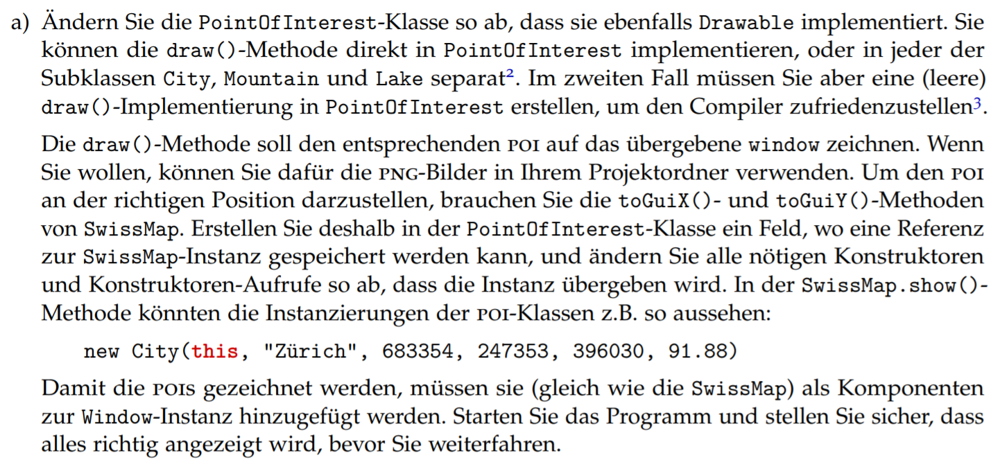 a) Ändern Sie die PointOfInterest-Klasse so ab, dass sie ebenfalls Drawable implementiert. Sie
können die draw()-Methode direkt in PointOfInterest implementieren, oder in jeder der
Subklassen City, Mountain und Lake separat². Im zweiten Fall müssen Sie aber eine (leere)
draw()-Implementierung in PointOfInterest erstellen, um den Compiler zufriedenzustellen³.
Die draw()-Methode soll den entsprechenden POI auf das übergebene window zeichnen. Wenn
Sie wollen, können Sie dafür die PNG-Bilder in Ihrem Projektordner verwenden. Um den POI
an der richtigen Position darzustellen, brauchen Sie die toGuiX()- und toGuiY()-Methoden
von SwissMap. Erstellen Sie deshalb in der PointOfInterest-Klasse ein Feld, wo eine Referenz
zur SwissMap-Instanz gespeichert werden kann, und ändern Sie alle nötigen Konstruktoren
und Konstruktoren-Aufrufe so ab, dass die Instanz übergeben wird. In der SwissMap.show()-
Methode könnten die Instanzierungen der POI-Klassen z.B. so aussehen:
new City(this, "Zürich", 683354, 247353, 396030, 91.88)
Damit die POIs gezeichnet werden, müssen sie (gleich wie die SwissMap) als Komponenten
zur Window-Instanz hinzugefügt werden. Starten Sie das Programm und stellen Sie sicher, dass
alles richtig angezeigt wird, bevor Sie weiterfahren.